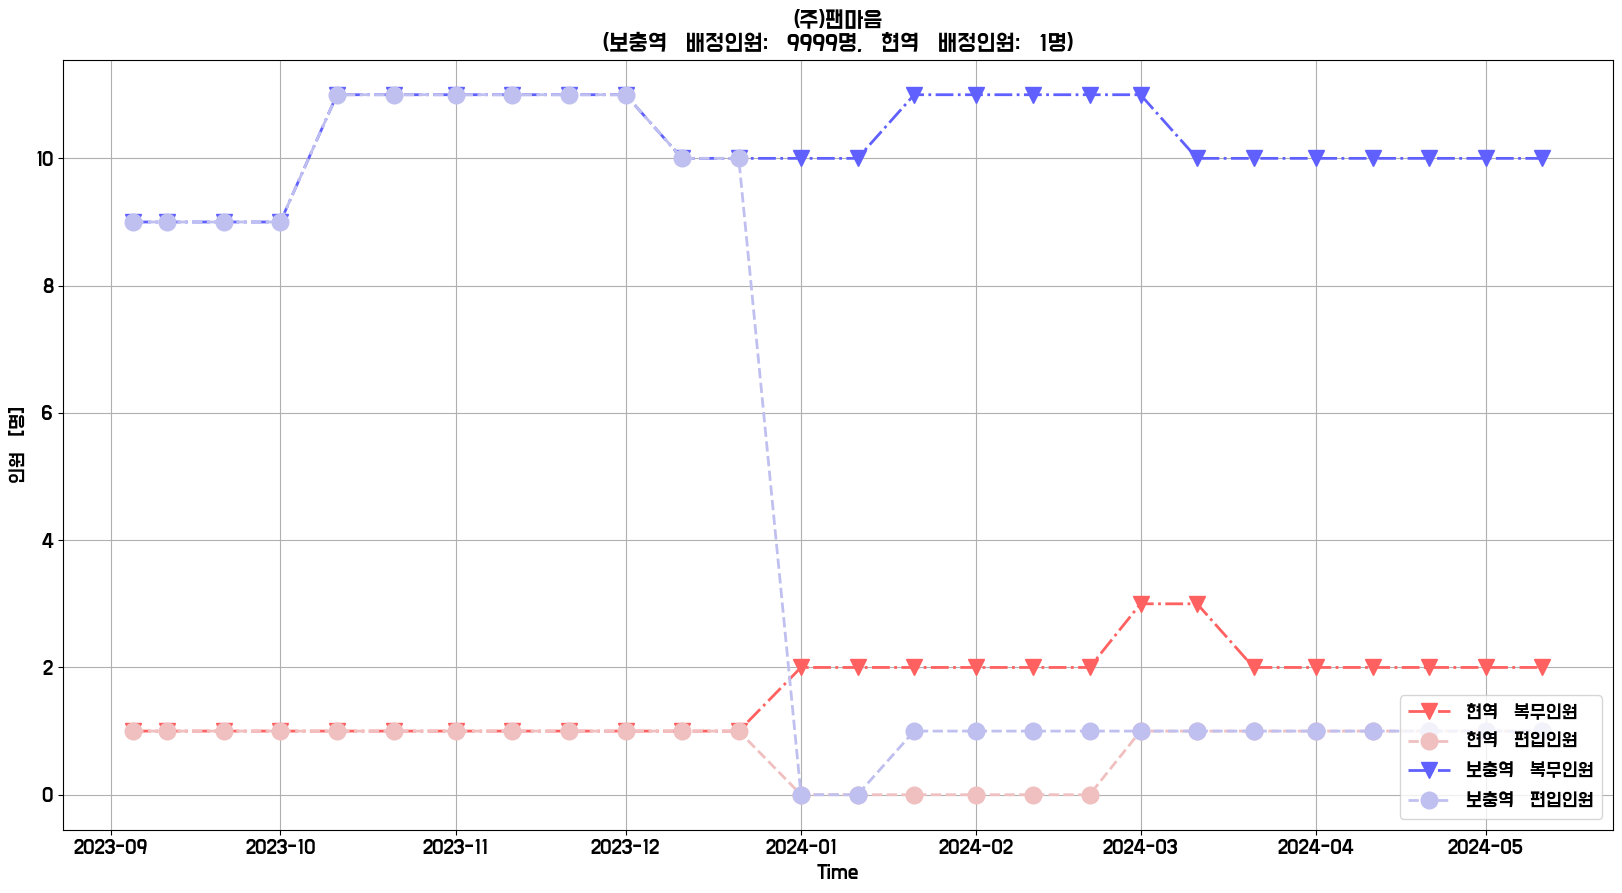 (주)팬마음
(보충역 배정인원: 9999명, 현역 배정인원: 1명)
인원 [명]
10
8
6
4
2
0
2023-09 2023-10 2023-11 2023-12 2024-01 2024-02 2024-03 2024-04 2024-05
Time
현역 복무인원
현역 편입인원
보충역 복무인원
보충역 편입인원